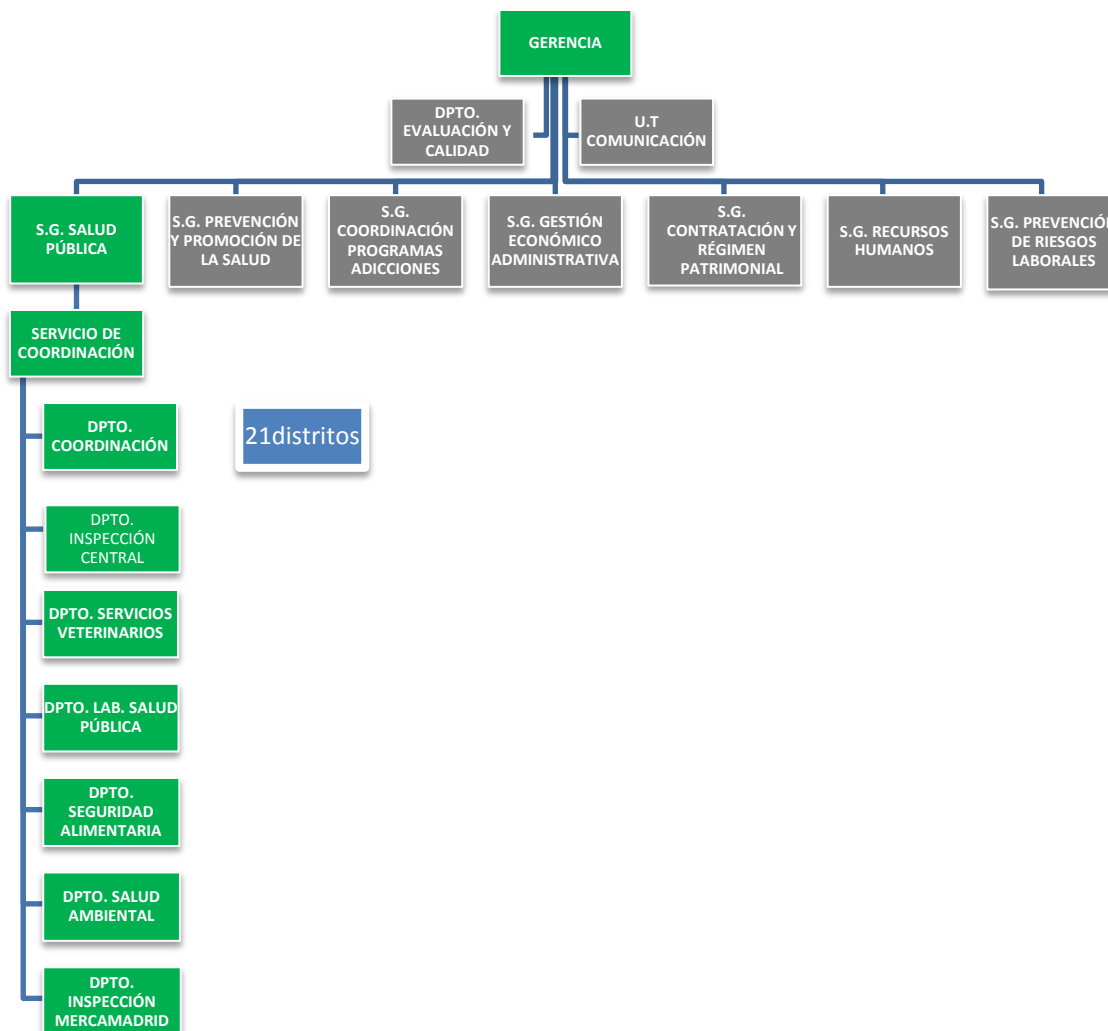 GERENCIA
DPTO.
EVALUACIÓN Y
CALIDAD
U.T
COMUNICACIÓN
S.G. SALUD
PÚBLICA
S.G. PREVENCIÓN
Y PROMOCIÓN DE
LA SALUD
S.G.
COORDINACIÓN
PROGRAMAS
ADICCIONES
S.G. GESTIÓN
ECONÓMICO
ADMINISTRATIVA
S.G.
CONTRATACIÓN Y
RÉGIMEN
PATRIMONIAL
S.G. RECURSOS
HUMANOS
S.G. PREVENCIÓN
DE RIESGOS
LABORALES
SERVICIO DE
COORDINACIÓN
DPTO.
COORDINACIÓN
21distritos
DPTO.
INSPECCIÓN
CENTRAL
DPTO. SERVICIOS
VETERINARIOS
DPTO. LAB. SALUD
PÚBLICA
DPTO.
SEGURIDAD
ALIMENTARIA
DPTO. SALUD
AMBIENTAL
DPTO.
INSPECCIÓN
MERCAMADRID